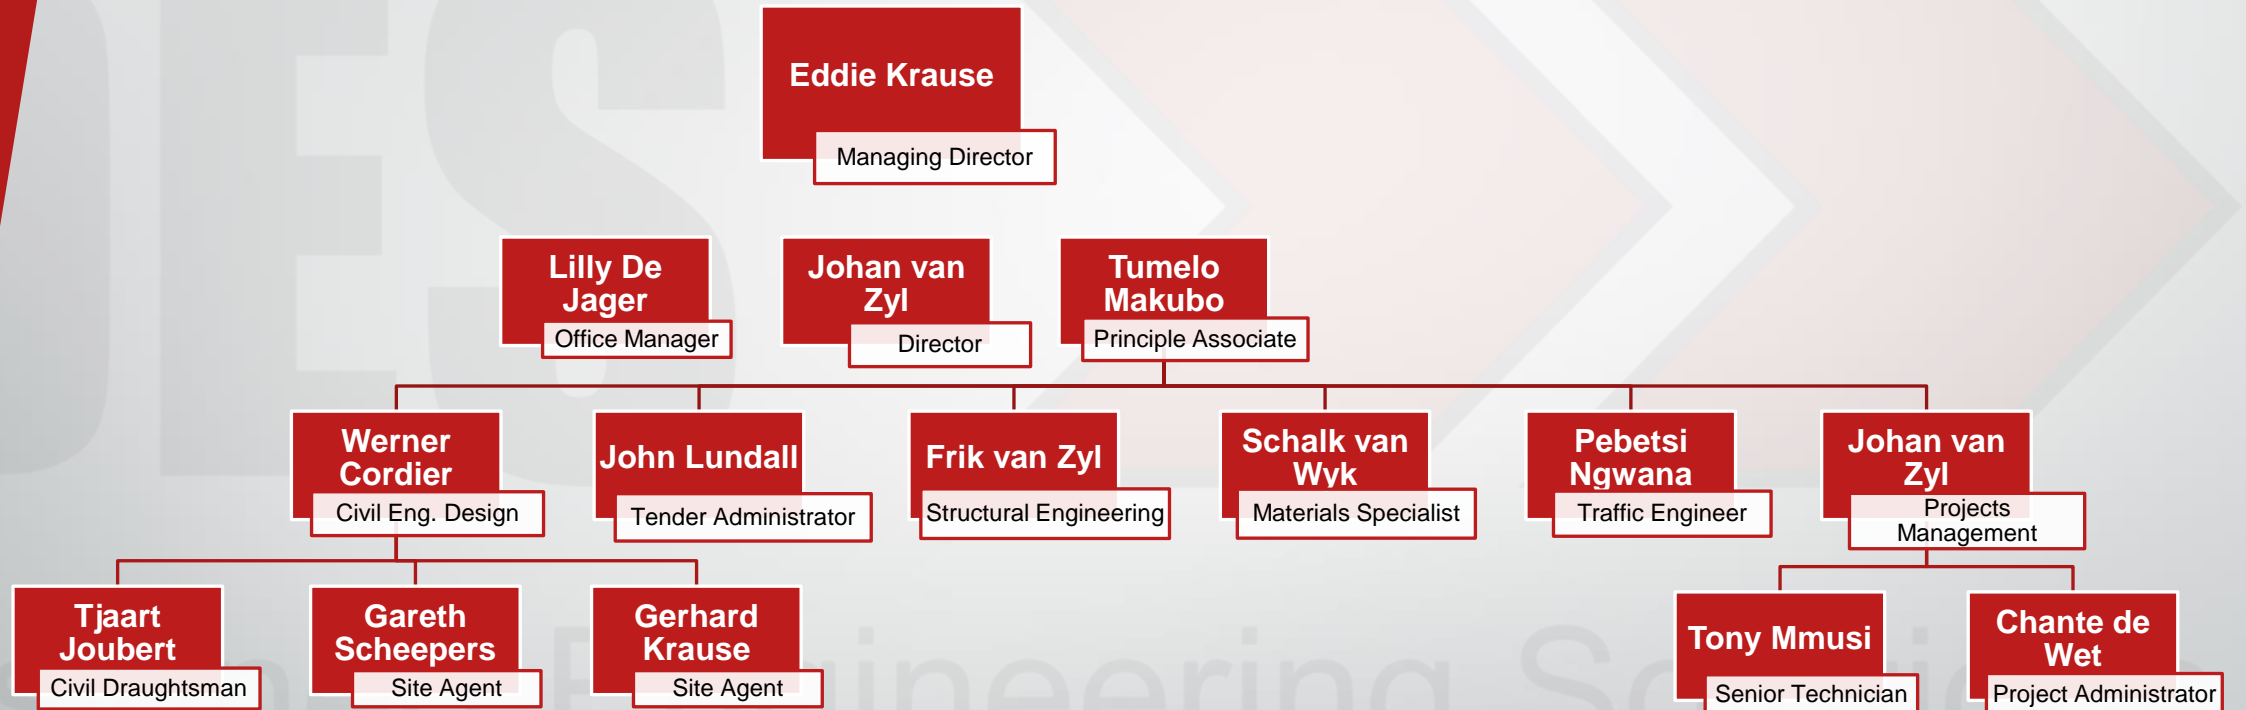 Eddie Krause
Managing Director
Lilly De
Jager
Office Manager
Johan van
Zyl
Director
Tumelo
Makubo
Principle Associate
Werner
Cordier
Civil Eng. Design
John Lundall
Tender Administrator
Frik van Zyl
Structural Engineering
Schalk van
Wyk
Materials Specialist
Pebetsi
Ngwana
Traffic Engineer
Johan van
Zyl
Projects
Management
Tjaart
Joubert
Civil Draughtsman
Gareth
Scheepers
Site Agent
Gerhard
Krause
Site Agent
Tony Mmusi
Senior Technician
Chante de
Wet
Project Administrator